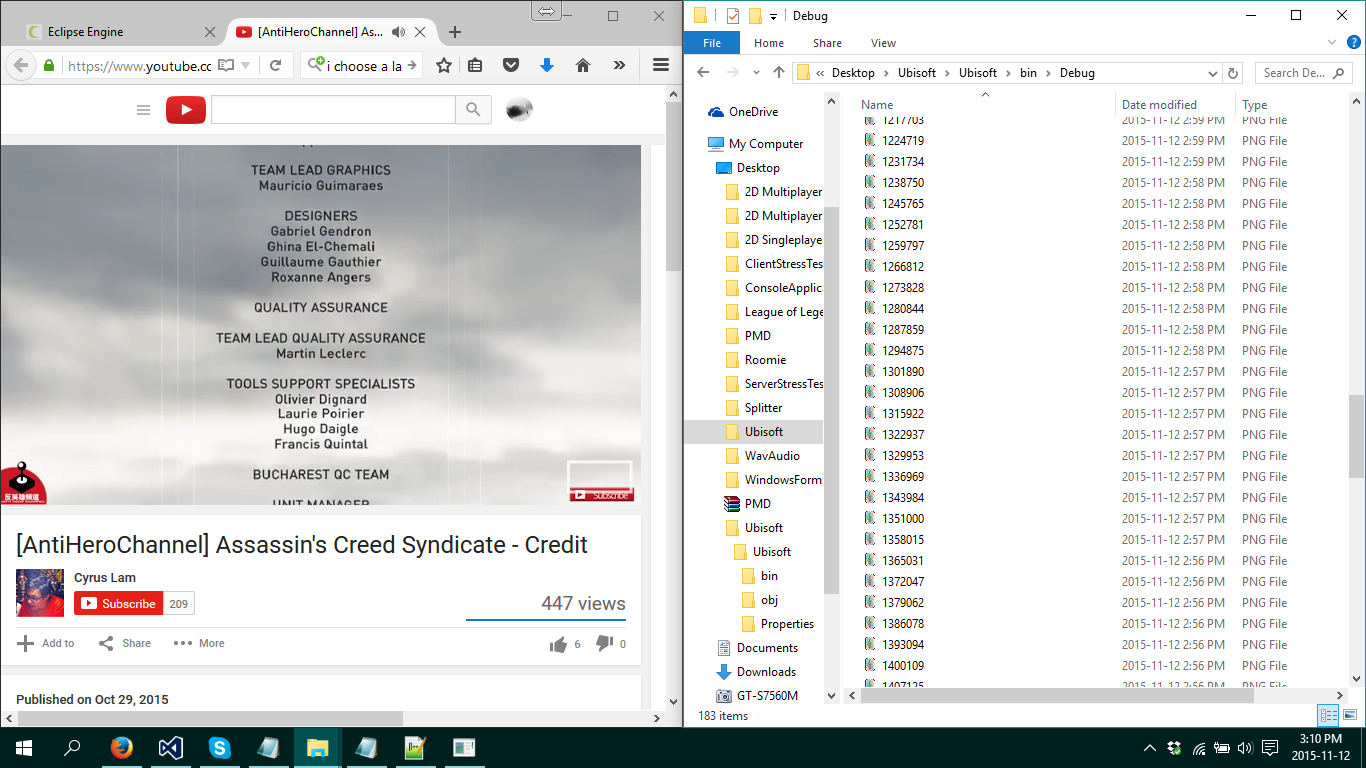 Eclipse Engine
[AntiHeroChannel] As...
https://www.youtube.cc
i choose a la
TEAM LEAD GRAPHICS
Mauricio Guimaraes
DESIGNERS
Gabriel Gendron
Ghina El-Chemali
Guillaume Gauthier
Roxanne Angers
QUALITY ASSURANCE
TEAM LEAD QUALITY ASSURANCE
Martin Leclerc
TOOLS SUPPORT SPECIALISTS
Olivier Dignard
Laurie Poirier
Hugo Daigle
Francis Quintal
BUCHAREST QC TEAM
UNIT MANAGER
反英雄頻道
Subscribe
[AntiHeroChannel] Assassin's Creed Syndicate - Credit
Cyrus Lam
Subscribe 209
447 views
Add to Share More 6 0
Published on Oct 29, 2015
Debug
File Home Share View
« Desktop > Ubisoft > Ubisoft > bin > Debug
Search De...
OneDrive
My Computer
Desktop
2D Multiplayer
2D Multiplayer
2D Singleplaye
ClientStressTes
ConsoleApplica
League of Lege
PMD
Roomie
ServerStressTes
Splitter
Ubisoft
WavAudio
WindowsForm
PMD
Ubisoft
Ubisoft
bin
obj
Properties
Documents
Downloads
GT-S7560M
Name Date modified Type
1217703 2015-11-12 2:59 PM PNG File
1224719 2015-11-12 2:59 PM PNG File
1231734 2015-11-12 2:59 PM PNG File
1238750 2015-11-12 2:58 PM PNG File
1245765 2015-11-12 2:58 PM PNG File
1252781 2015-11-12 2:58 PM PNG File
1259797 2015-11-12 2:58 PM PNG File
1266812 2015-11-12 2:58 PM PNG File
1273828 2015-11-12 2:58 PM PNG File
1280844 2015-11-12 2:58 PM PNG File
1287859 2015-11-12 2:58 PM PNG File
1294875 2015-11-12 2:58 PM PNG File
1301890 2015-11-12 2:57 PM PNG File
1308906 2015-11-12 2:57 PM PNG File
1315922 2015-11-12 2:57 PM PNG File
1322937 2015-11-12 2:57 PM PNG File
1329953 2015-11-12 2:57 PM PNG File
1336969 2015-11-12 2:57 PM PNG File
1343984 2015-11-12 2:57 PM PNG File
1351000 2015-11-12 2:57 PM PNG File
1358015 2015-11-12 2:57 PM PNG File
1365031 2015-11-12 2:56 PM PNG File
1372047 2015-11-12 2:56 PM PNG File
1379062 2015-11-12 2:56 PM PNG File
1386078 2015-11-12 2:56 PM PNG File
1393094 2015-11-12 2:56 PM PNG File
1400109 2015-11-12 2:56 PM PNG File
1407125 2015-11-12 2:56 PM PNG File
183 items
3:10 PM
2015-11-12